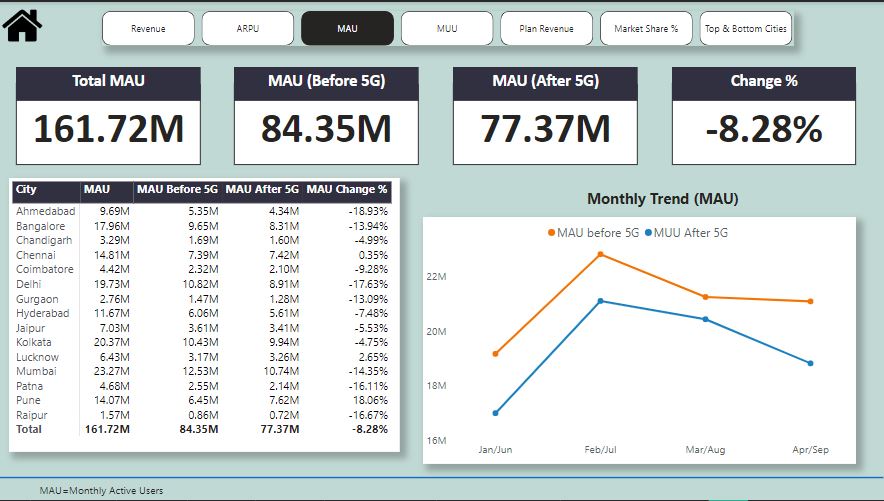 Revenue ARPU MAU MUU Plan Revenue Market Share % Top & Bottom Cities
Total MAU MAU (Before 5G) MAU (After 5G) Change %
161.72M 84.35M 77.37M -8.28%
City MAU MAU Before 5G MAU After 5G MAU Change %
Ahmedabad 9.69M 5.35M 4.34M -18.93%
Bangalore 17.96M 9.65M 8.31M -13.94%
Chandigarh 3.29M 1.69M 1.60M -4.99%
Chennai 14.81M 7.39M 7.42M 0.35%
Coimbatore 4.42M 2.32M 2.10M -9.28%
Delhi 19.73M 10.82M 8.91M -17.63%
Gurgaon 2.76M 1.47M 1.28M -13.09%
Hyderabad 11.67M 6.06M 5.61M -7.48%
Jaipur 7.03M 3.61M 3.41M -5.53%
Kolkata 20.37M 10.43M 9.94M -4.75%
Lucknow 6.43M 3.17M 3.26M 2.65%
Mumbai 23.27M 12.53M 10.74M -14.35%
Patna 4.68M 2.55M 2.14M -16.11%
Pune 14.07M 6.45M 7.62M 18.06%
Raipur 1.57M 0.86M 0.72M -16.67%
Total 161.72M 84.35M 77.37M -8.28%
Monthly Trend (MAU)
MAU before 5G MUU After 5G
22M
20M
18M
16M
Jan/Jun Feb/Jul Mar/Aug Apr/Sep
MAU=Monthly Active Users